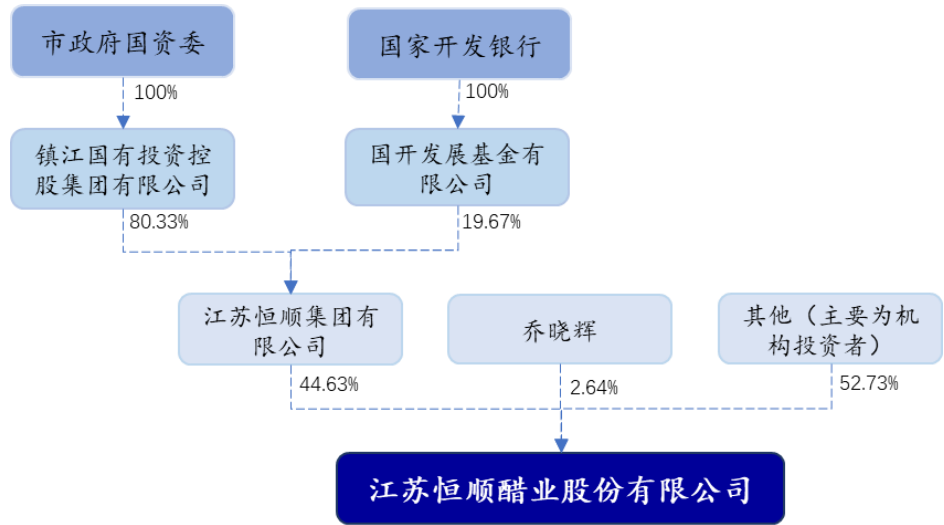 市政府国资委
国家开发银行
100%
100%
镇江国有投资控
股集团有限公司
国开发展基金有
限公司
80.33%
19.67%
江苏恒顺集团有
限公司
乔晓辉
其他（主要为机
构投资者）
44.63%
2.64%
52.73%
江苏恒顺醋业股份有限公司